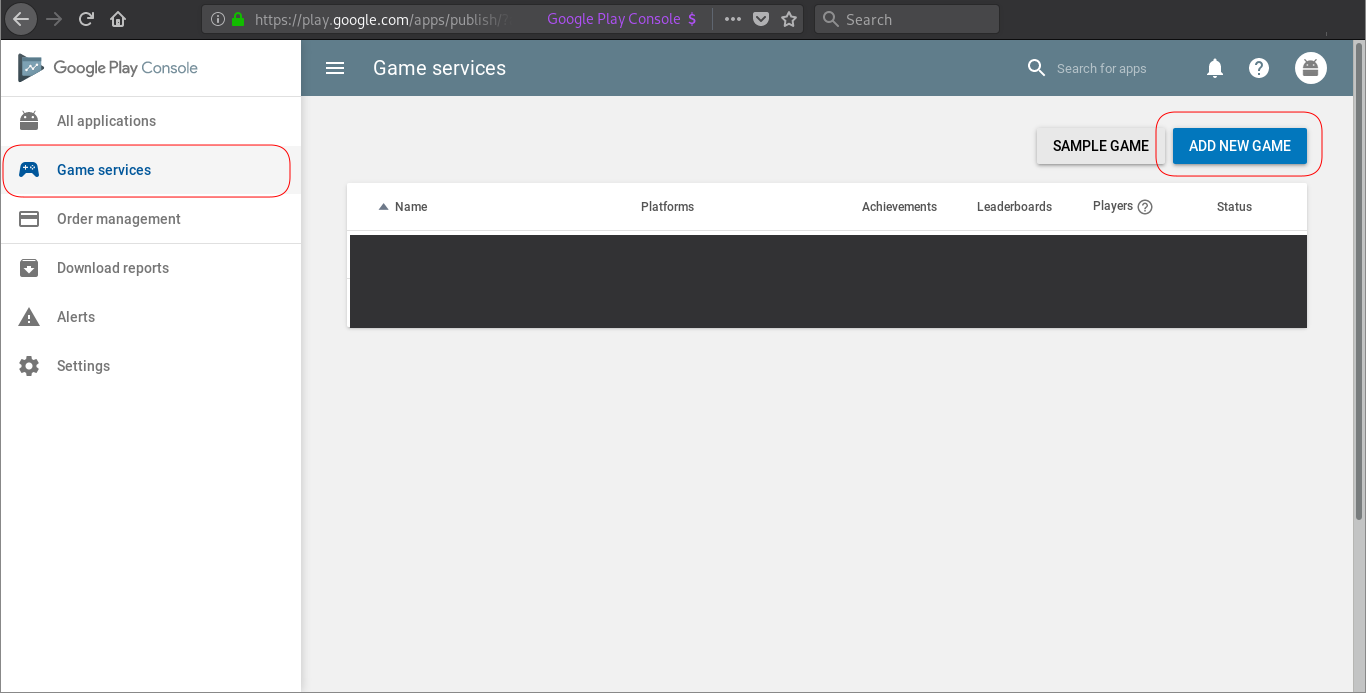 https://play.google.com/apps/publish/?
Google Play Console $
Search
Google Play Console
Game services
Search for apps
All applications
Game services
Order management
Download reports
Alerts
Settings
SAMPLE GAME
ADD NEW GAME
Name
Platforms
Achievements
Leaderboards
Players
Status